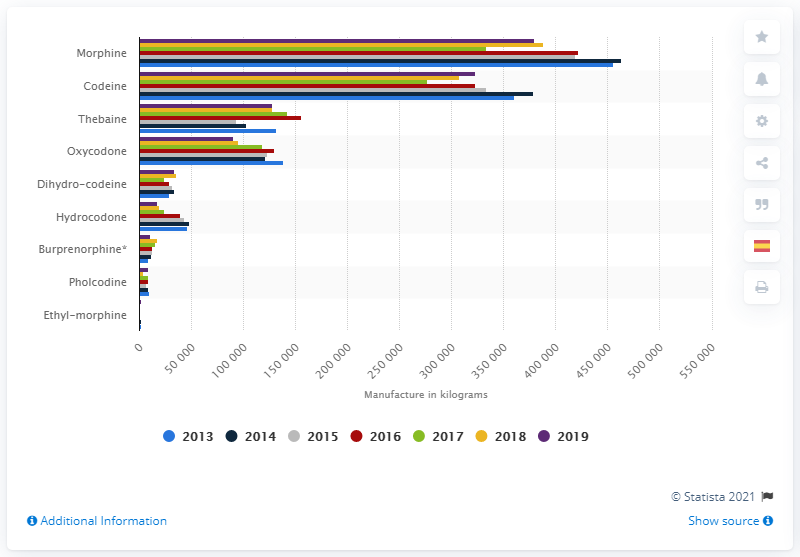 Morphine
Codeine
Thebaine
Oxycodone
Dihydro-codeine
Hydrocodone
Burprenorphine*
Pholcodine
Ethyl-morphine
0
50 000
100 000
150 000
200 000
250 000
300 000
350 000
400 000
450 000
500 000
550 000
Manufacture in kilograms
2013 2014 2015 2016 2017 2018 2019
© Statista 2021
Additional Information
Show source